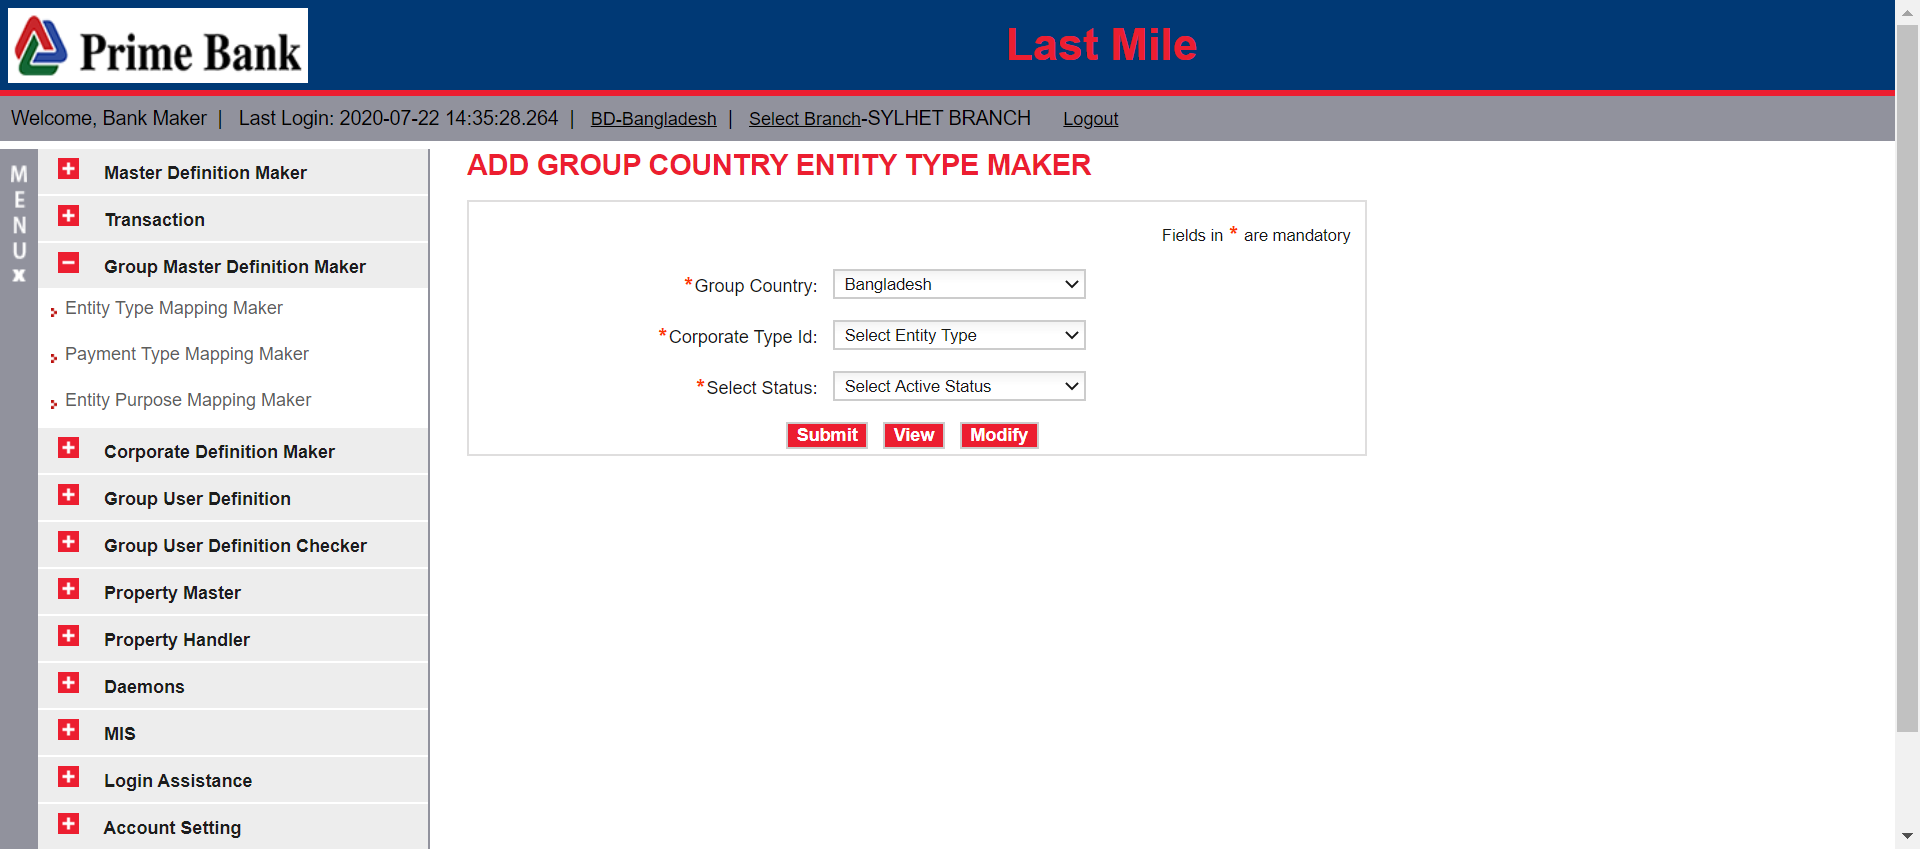 Prime Bank
Last Mile
Welcome, Bank Maker | Last Login: 2020-07-22 14:35:28.264 | BD-Bangladesh | Select Branch-SYLHET BRANCH Logout
MENU
x
Master Definition Maker
Transaction
Group Master Definition Maker
Entity Type Mapping Maker
Payment Type Mapping Maker
Entity Purpose Mapping Maker
Corporate Definition Maker
Group User Definition
Group User Definition Checker
Property Master
Property Handler
Daemons
MIS
Login Assistance
Account Setting
ADD GROUP COUNTRY ENTITY TYPE MAKER
Fields in * are mandatory
*Group Country: Bangladesh
*Corporate Type Id: Select Entity Type
*Select Status: Select Active Status
Submit View Modify